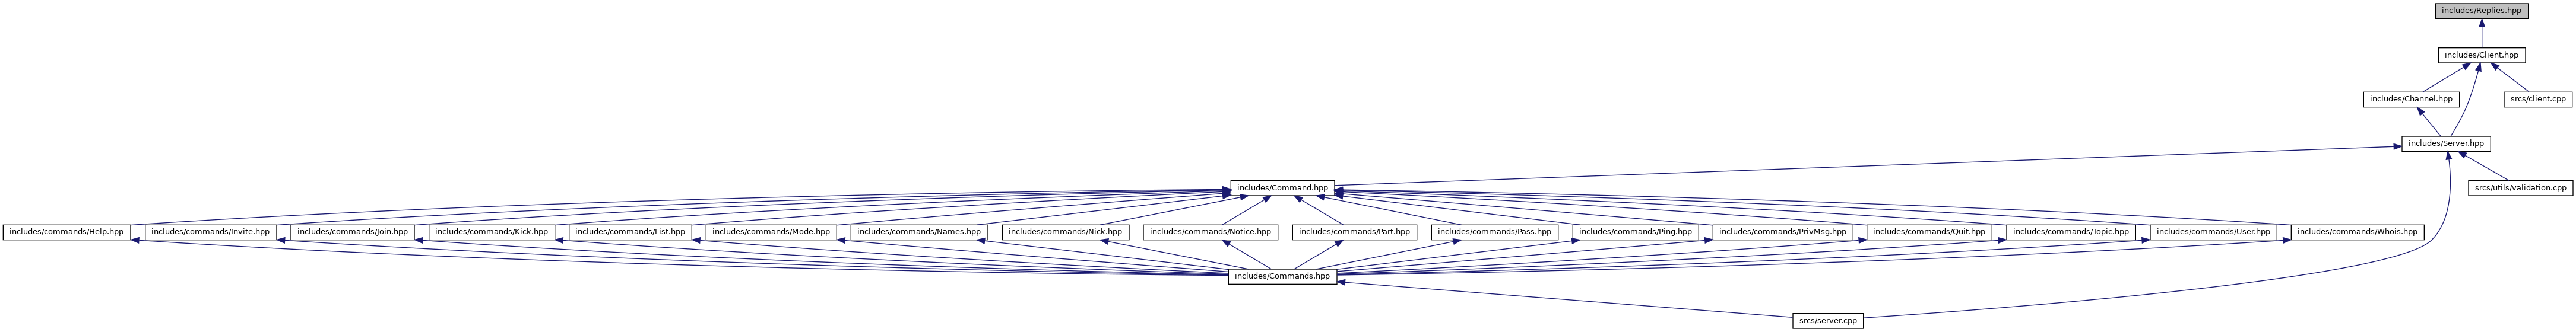 includes/Replies.hpp
includes/Client.hpp
includes/Channel.hpp
srcs/client.cpp
includes/Server.hpp
includes/Command.hpp
srcs/utils/validation.cpp
includes/commands/Help.hpp
includes/commands/Invite.hpp
includes/commands/Join.hpp
includes/commands/Kick.hpp
includes/commands/List.hpp
includes/commands/Mode.hpp
includes/commands/Names.hpp
includes/commands/Nick.hpp
includes/commands/Notice.hpp
includes/commands/Part.hpp
includes/commands/Pass.hpp
includes/commands/Ping.hpp
includes/commands/PrivMsg.hpp
includes/commands/Quit.hpp
includes/commands/Topic.hpp
includes/commands/User.hpp
includes/commands/Whois.hpp
includes/Commands.hpp
srcs/server.cpp